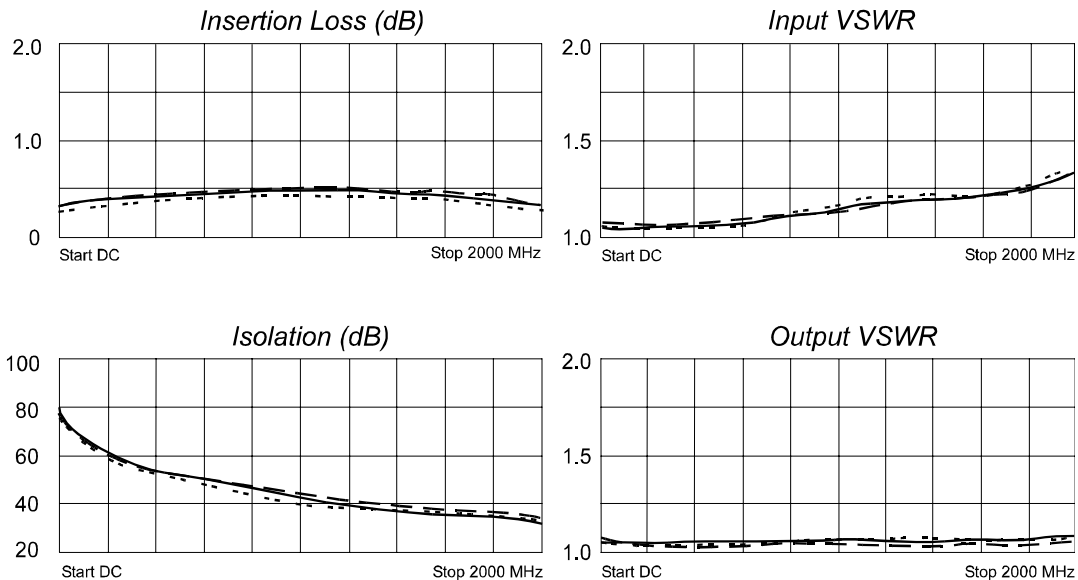 Insertion Loss (dB)
2.0
1.0
0
Start DC
Stop 2000 MHz
Input VSWR
2.0
1.5
1.0
Start DC
Stop 2000 MHz
Isolation (dB)
100
80
60
40
20
Start DC
Stop 2000 MHz
Output VSWR
2.0
1.5
1.0
Start DC
Stop 2000 MHz